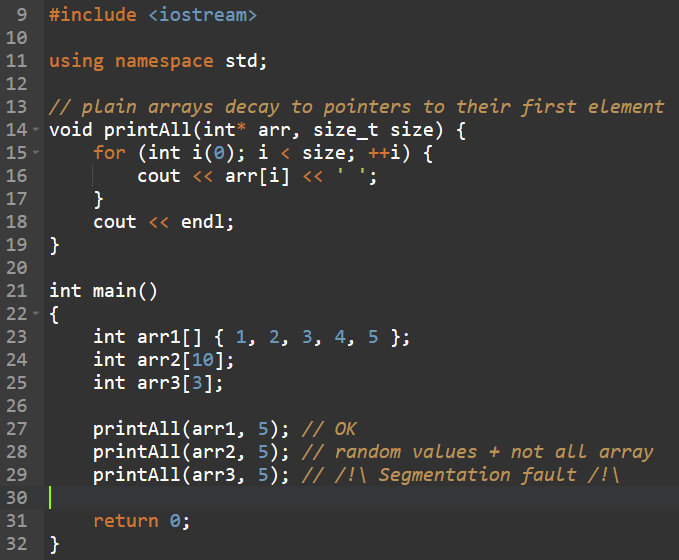 9 #include <iostream>
10
11 using namespace std;
12
13 // plain arrays decay to pointers to their first element
14 void printAll(int* arr, size_t size) {
15     for (int i(0); i < size; ++i) {
16         cout << arr[i] << ' ';
17     }
18     cout << endl;
19 }
20
21 int main()
22 {
23     int arr1[] { 1, 2, 3, 4, 5 };
24     int arr2[10];
25     int arr3[3];
26
27     printAll(arr1, 5); // OK
28     printAll(arr2, 5); // random values + not all array
29     printAll(arr3, 5); // /!\ Segmentation fault /!\
30
31     return 0;
32 }